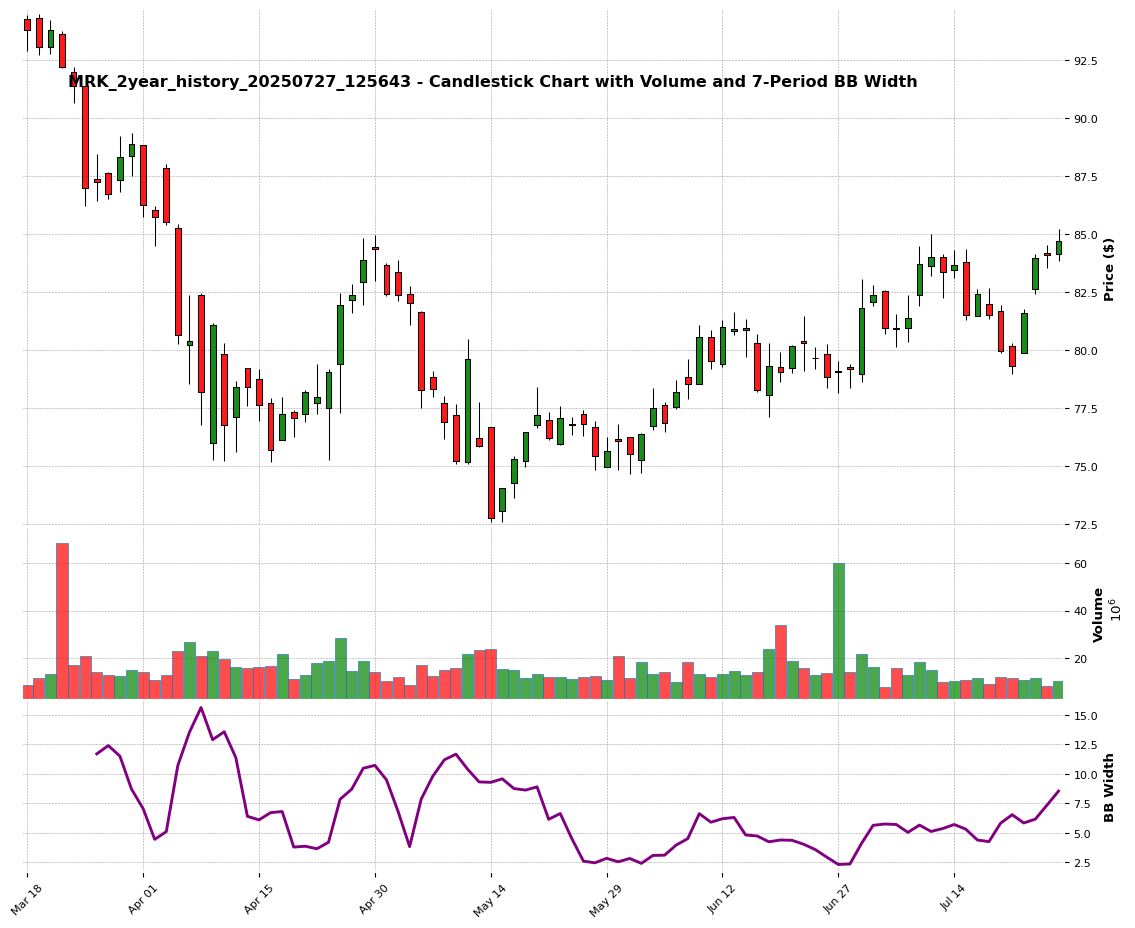 MRK_2year_history_20250727_125643 - Candlestick Chart with Volume and 7-Period BB Width
92.5
90.0
87.5
85.0
82.5
80.0
77.5
75.0
72.5
Price ($)
60
40
20
Volume
10^6
15.0
12.5
10.0
7.5
5.0
2.5
BB Width
Mar 18
Apr 01
Apr 15
Apr 30
May 14
May 29
Jun 12
Jun 27
Jul 14